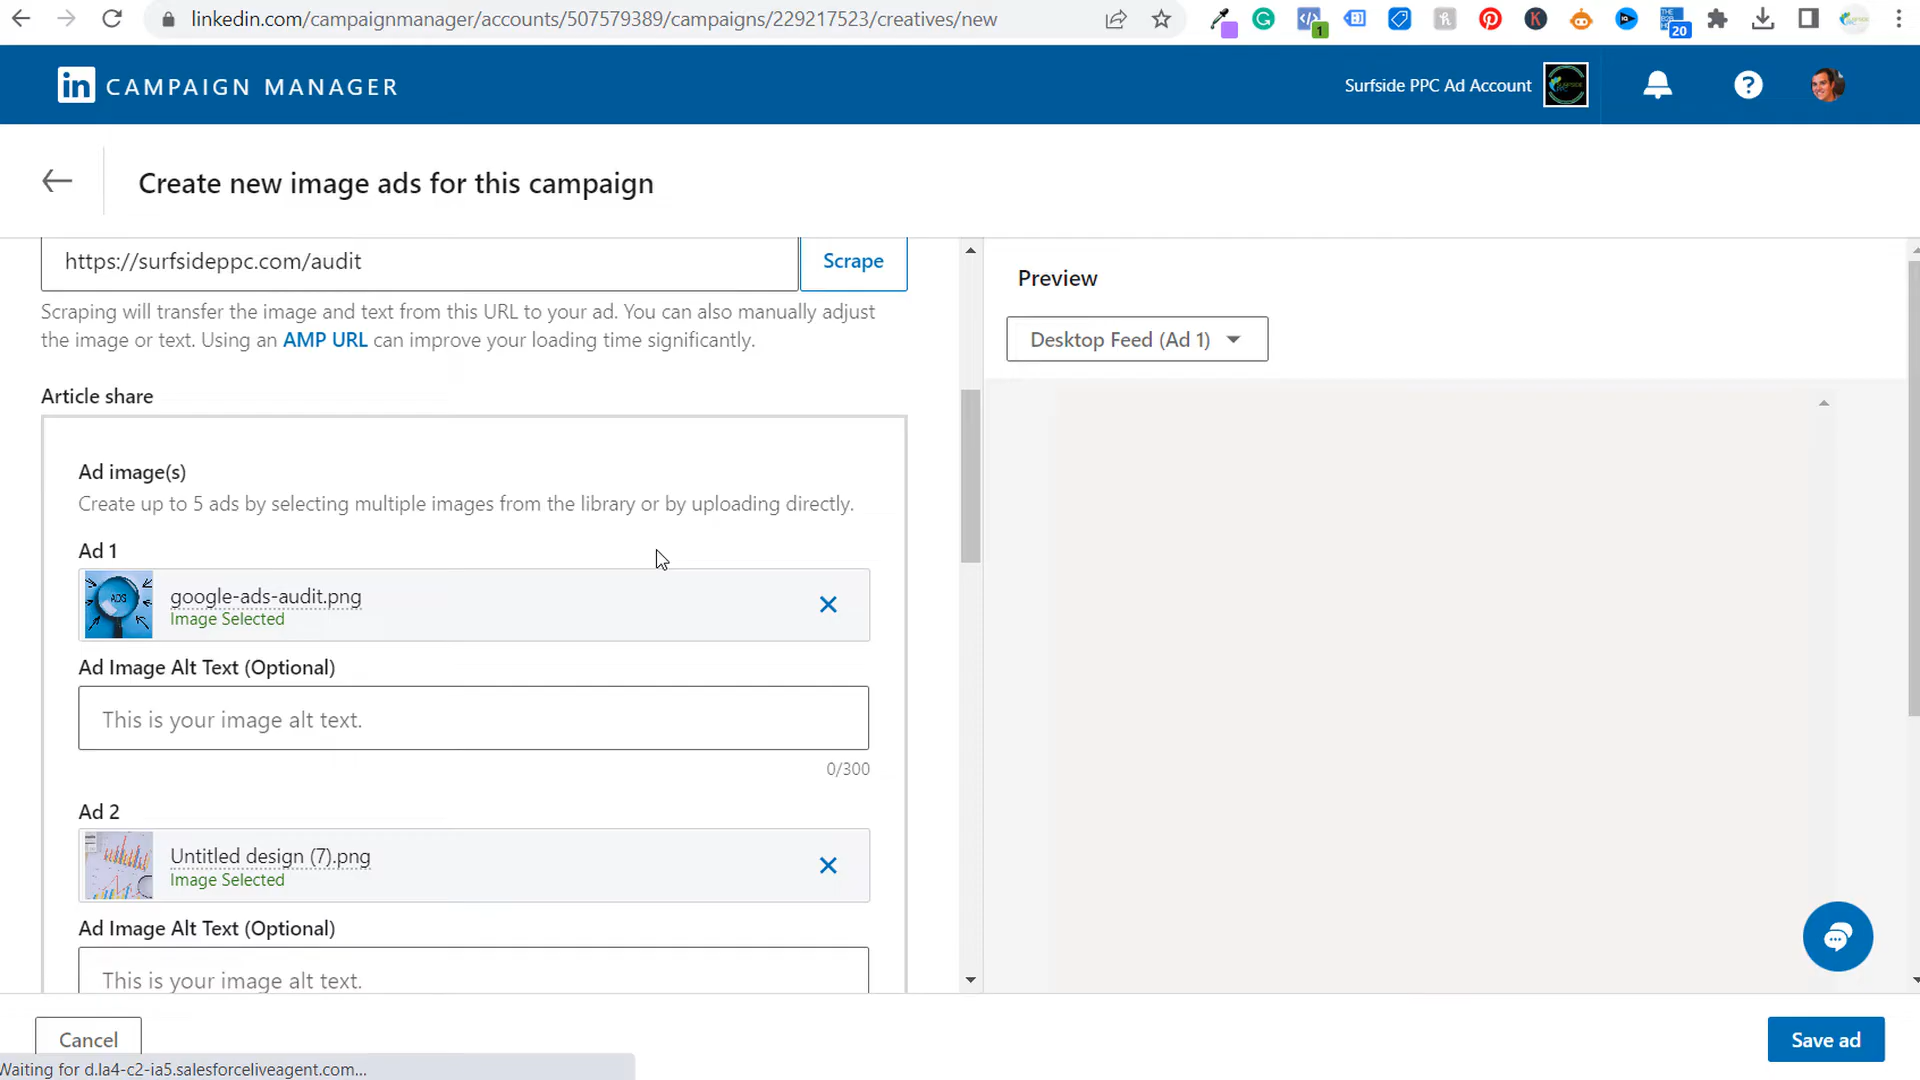 linkedin.com/campaignmanager/accounts/507579389/campaigns/229217523/creatives/new
1
20
in CAMPAIGN MANAGER
Surfside PPC Ad Account
Create new image ads for this campaign
https://surfsideppc.com/audit
Scrape
Scraping will transfer the image and text from this URL to your ad. You can also manually adjust
the image or text. Using an AMP URL can improve your loading time significantly.
Article share
Ad image(s)
Create up to 5 ads by selecting multiple images from the library or by uploading directly.
Ad 1
ADS
google-ads-audit.png
Image Selected
Ad Image Alt Text (Optional)
This is your image alt text.
0/300
Ad 2
Untitled design (7).png
Image Selected
Ad Image Alt Text (Optional)
This is your image alt text.
Preview
Desktop Feed (Ad 1)
Cancel
Save ad
Waiting for d.la4-c2-ia5.salesforceliveagent.com...